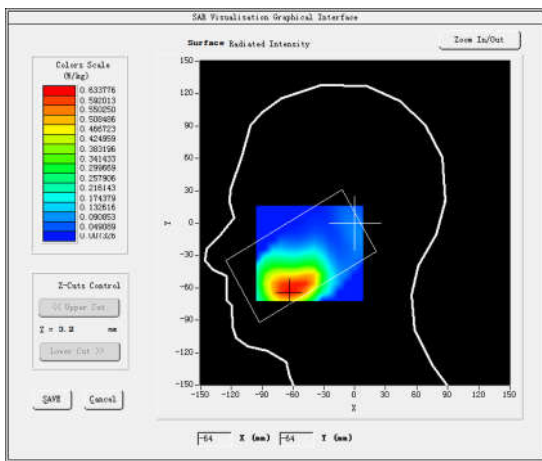 SAR Visualisation Graphical Interface
Surface Radiated Intensity
Zoom In/Out
Colors Scale
(W/kg)
0.633776
0.592013
0.550250
0.508486
0.466723
0.424959
0.383196
0.341433
0.299669
0.257906
0.216143
0.174379
0.132616
0.090853
0.049089
0.007326
150
120
90
60
30
0
-30
-60
-90
-120
-150
Y
-150 -120 -90 -60 -30 0 30 60 90 120 150
X
Z-Cuts Control
<< Upper Cut
Z = 3.2 mm
Lower Cut >>
SAVE Cancel
-64 X (mm) -64 Y (mm)